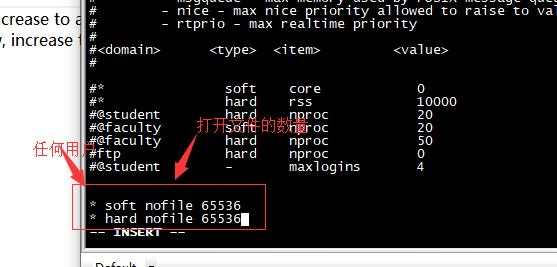 ncrease to a
, increase t
# - msgqueue - max memory used by POSIX message que
# - nice - max nice priority allowed to raise to val
# - rtprio - max realtime priority
#
#<domain> <type> <item> <value>
#
#* soft core 0
#* hard rss 10000
#@student hard nproc 20
#@faculty soft nproc 20
#@faculty hard nproc 50
#ftp hard nproc 0
#@student - maxlogins 4
打开文件的数量
任何用户
* soft nofile 65536
* hard nofile 65536
-- INSERT --
Default